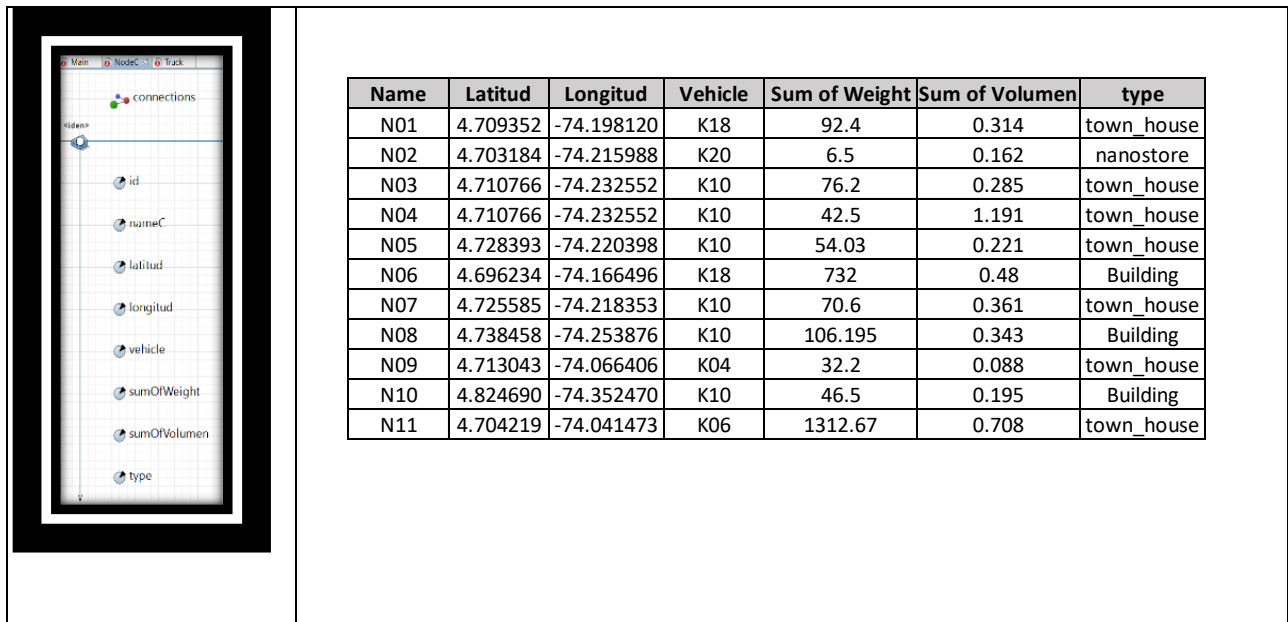 Main NodeC Truck
connections
<iden>
id
nameC
latitud
longitud
vehicle
sumOfWeight
sumOfVolumen
type
Name Latitud Longitud Vehicle Sum of Weight Sum of Volumen type
N01 4.709352 -74.198120 K18 92.4 0.314 town_house
N02 4.703184 -74.215988 K20 6.5 0.162 nanostore
N03 4.710766 -74.232552 K10 76.2 0.285 town_house
N04 4.710766 -74.232552 K10 42.5 1.191 town_house
N05 4.728393 -74.220398 K10 54.03 0.221 town_house
N06 4.696234 -74.166496 K18 732 0.48 Building
N07 4.725585 -74.218353 K10 70.6 0.361 town_house
N08 4.738458 -74.253876 K10 106.195 0.343 Building
N09 4.713043 -74.066406 K04 32.2 0.088 town_house
N10 4.824690 -74.352470 K10 46.5 0.195 Building
N11 4.704219 -74.041473 K06 1312.67 0.708 town_house